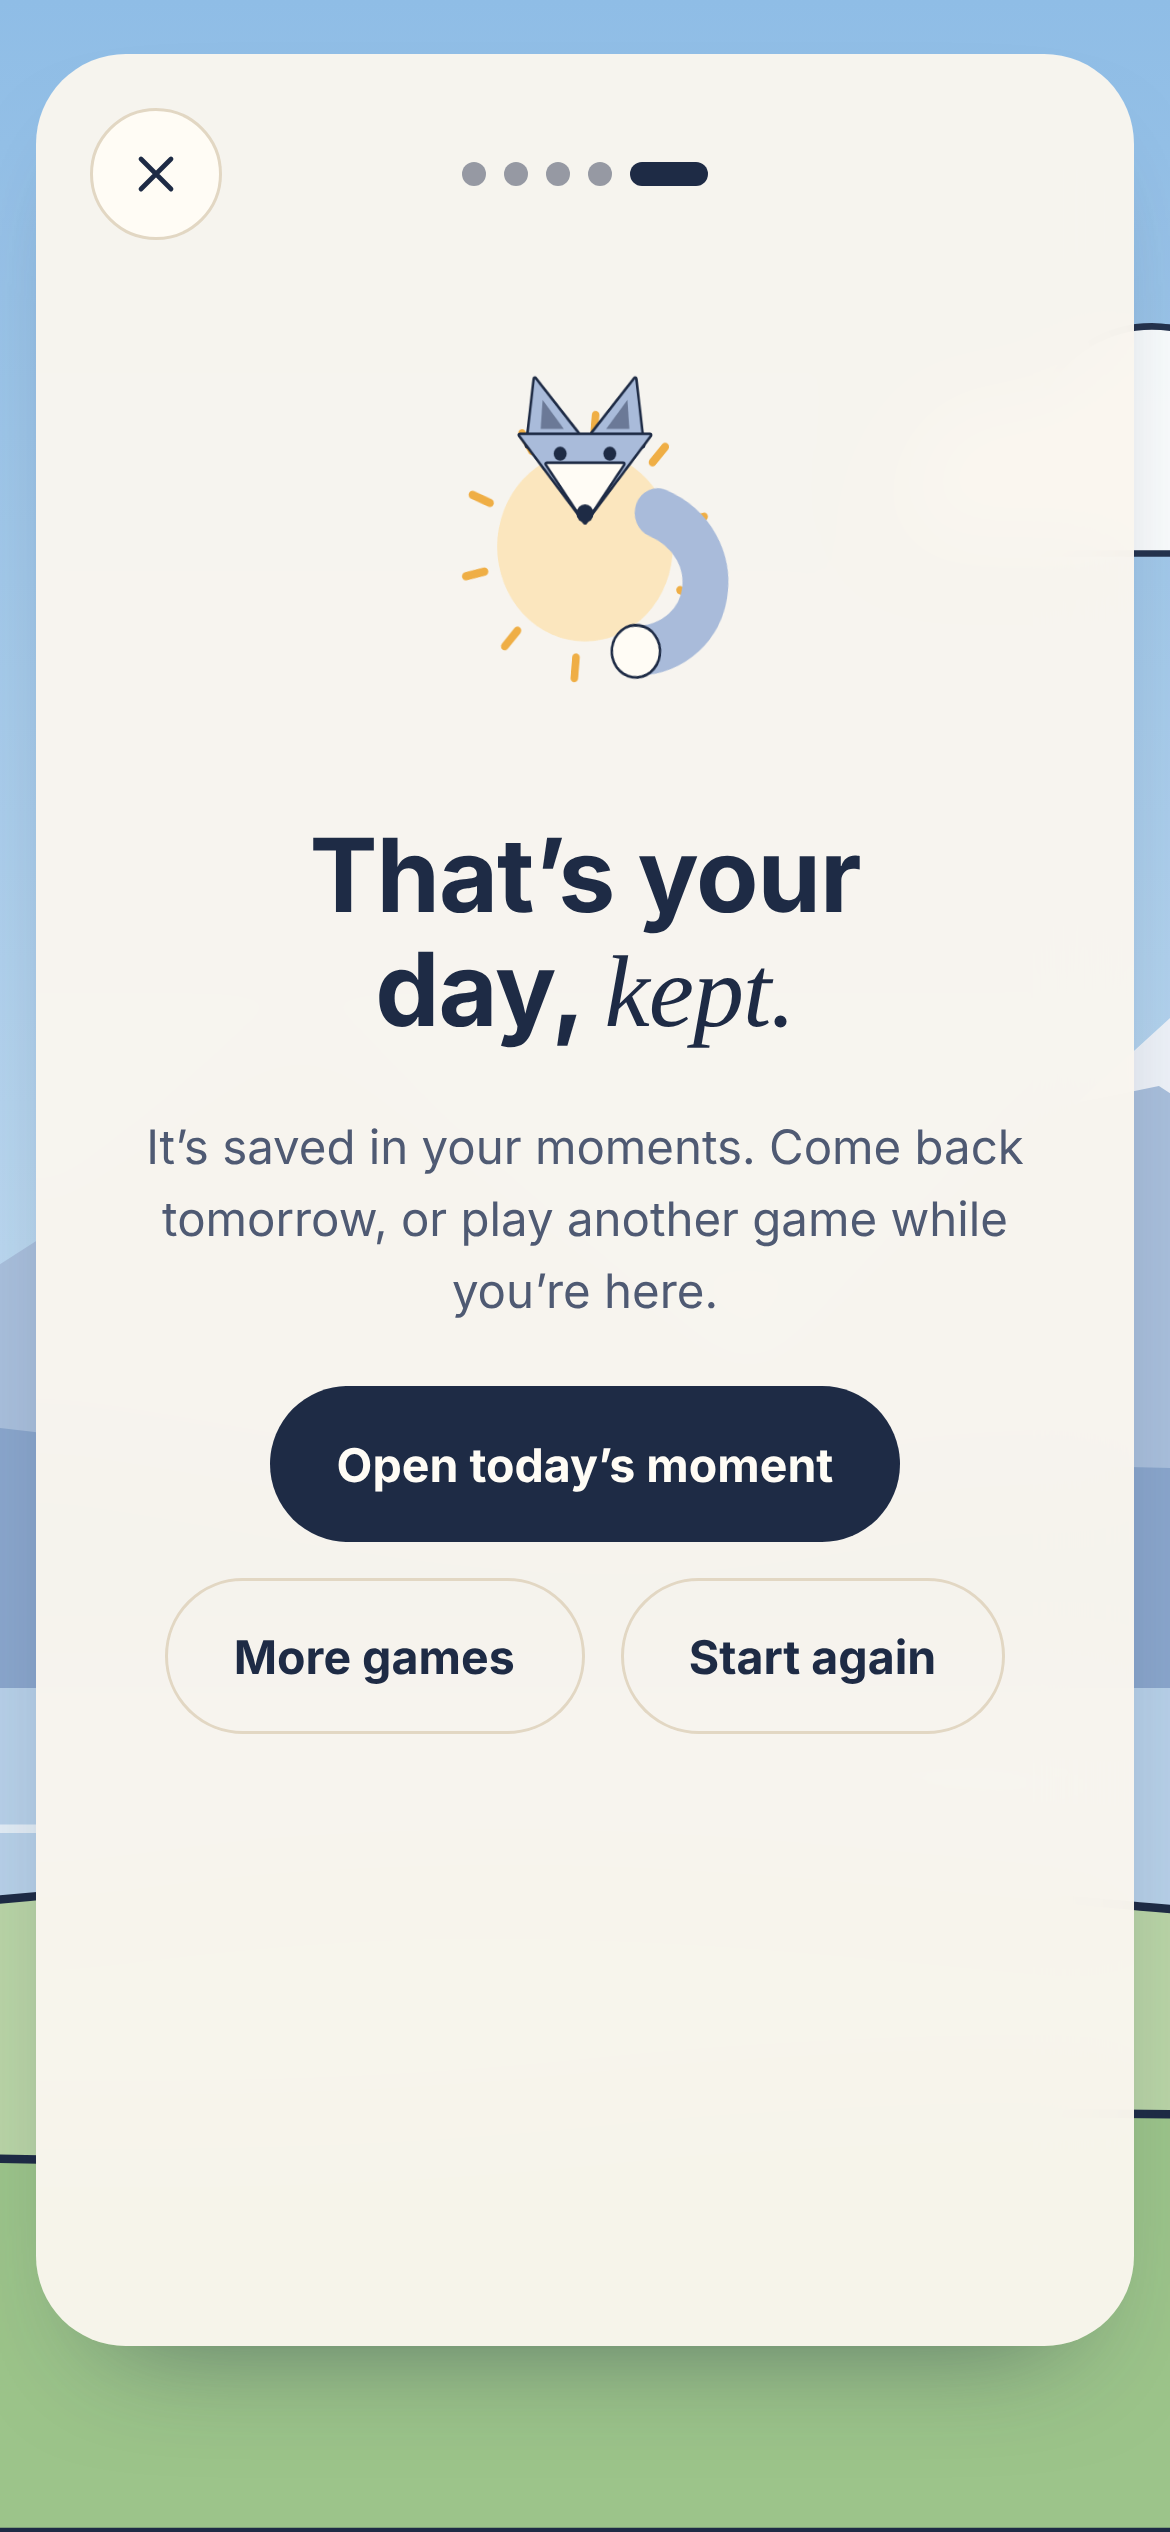 That’s your
day, kept.
It’s saved in your moments. Come back
tomorrow, or play another game while
you’re here.
Open today’s moment
More games
Start again